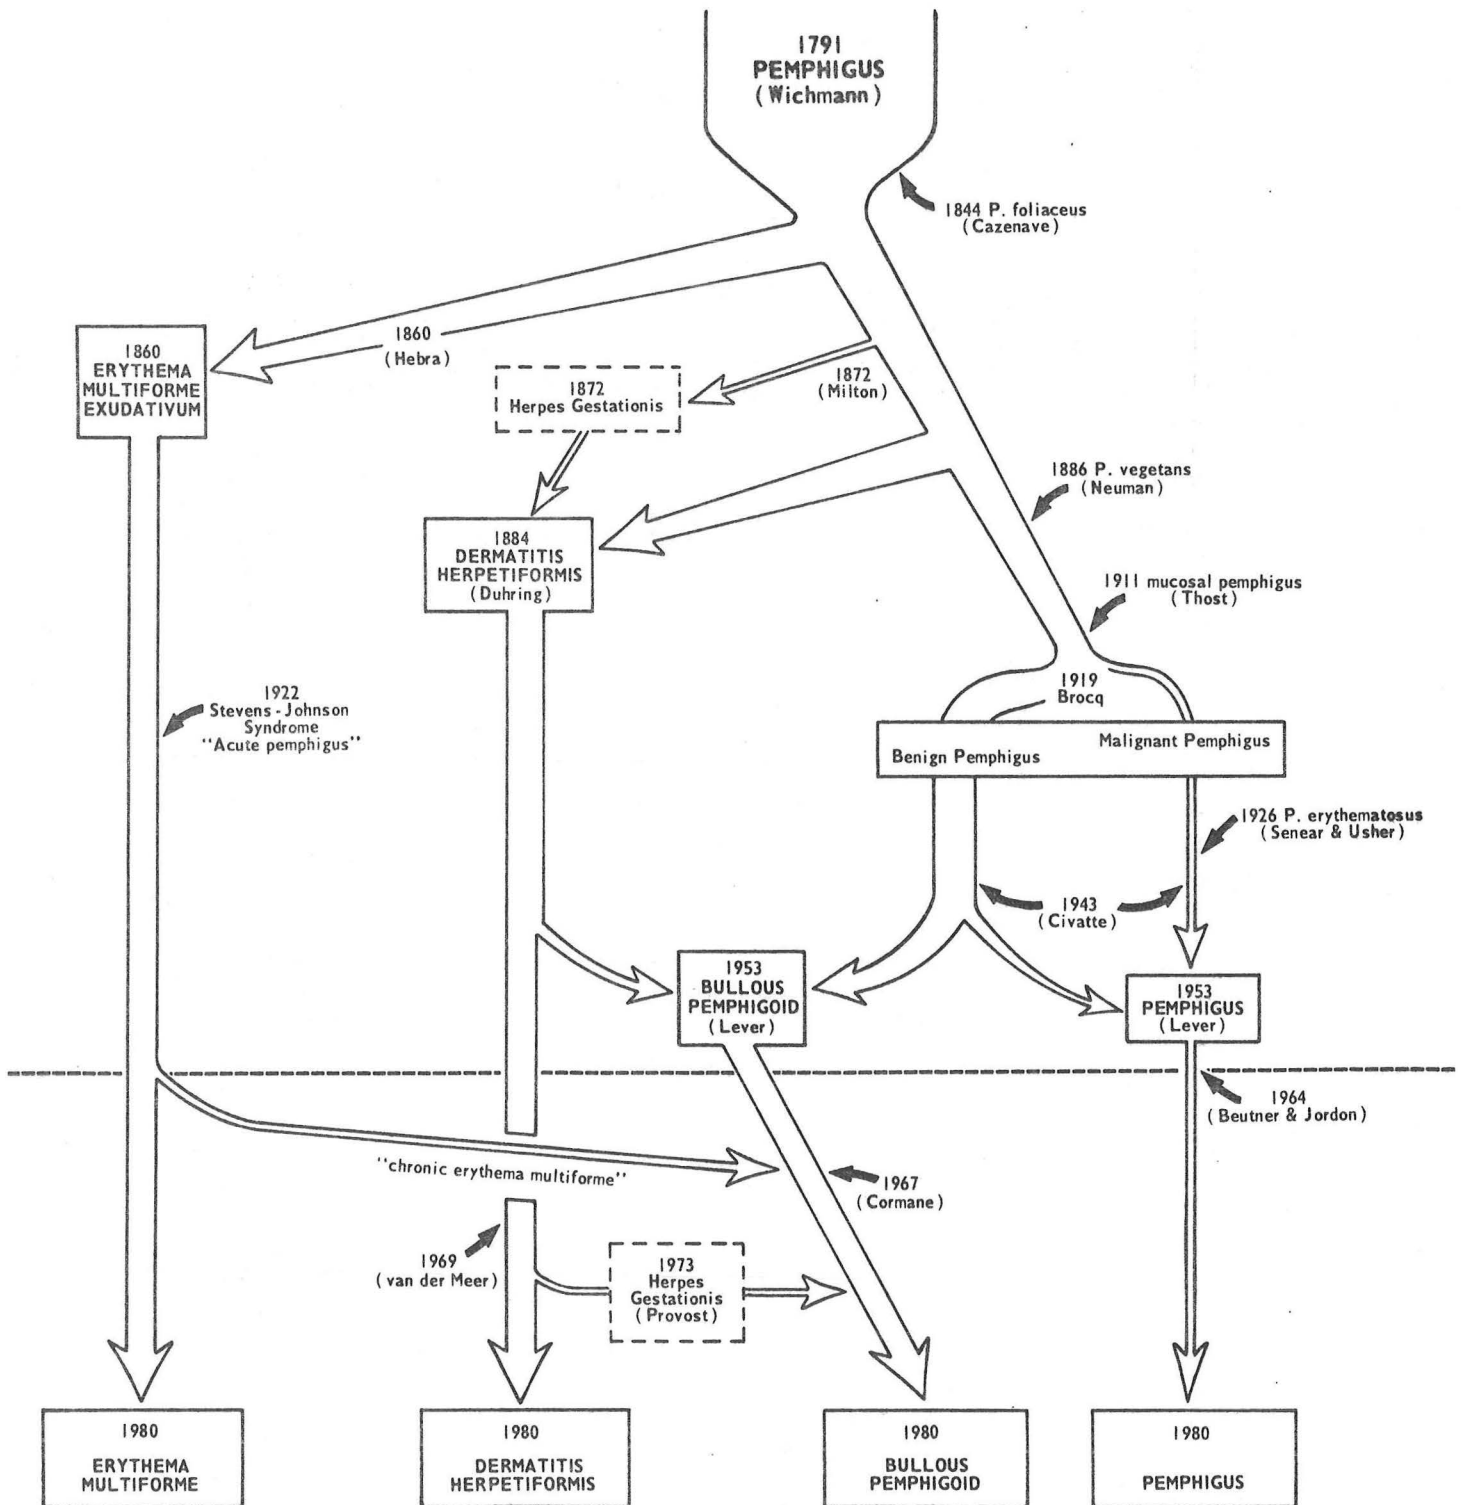 1791
PEMPHIGUS
(Wichmann)
1844 P. foliaceus
(Cazenave)
1860
(Hebra)
1860
ERYTHEMA
MULTIFORME
EXUDATIVUM
1872
Herpes Gestationis
1872
(Milton)
1886 P. vegetans
(Neuman)
1884
DERMATITIS
HERPETIFORMIS
(Duhring)
1911 mucosal pemphigus
(Thost)
1919
Brocq
1922
Stevens-Johnson
Syndrome
"Acute pemphigus"
Benign Pemphigus
Malignant Pemphigus
1926 P. erythematosus
(Senear & Usher)
1943
(Civatte)
1953
BULLOUS
PEMPHIGOID
(Lever)
1953
PEMPHIGUS
(Lever)
1964
(Beutner & Jordon)
"chronic erythema multiforme"
1967
(Cormane)
1969
(van der Meer)
1973
Herpes
Gestationis
(Provost)
1980
ERYTHEMA
MULTIFORME
1980
DERMATITIS
HERPETIFORMIS
1980
BULLOUS
PEMPHIGOID
1980
PEMPHIGUS